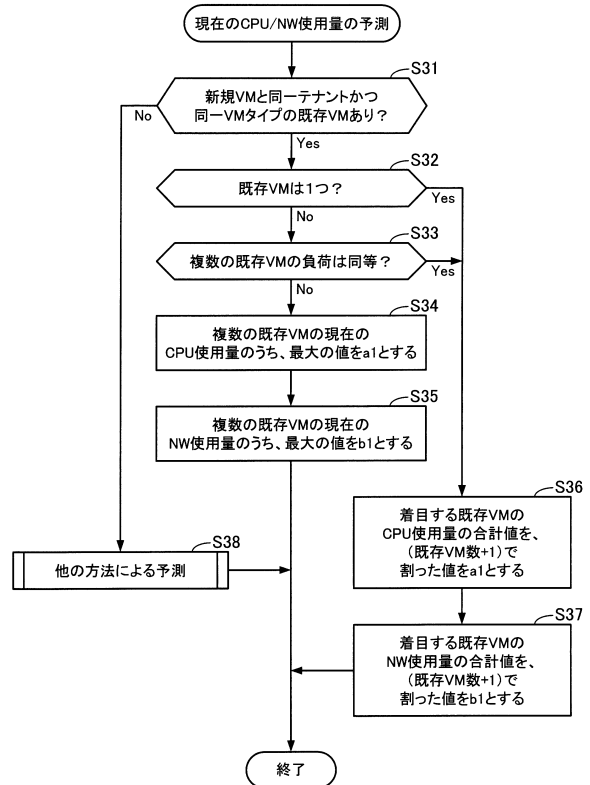 現在のCPU/NW使用量の予測
S31
新規VMと同一テナントかつ
同一VMタイプの既存VMあり?
No
Yes
S32
既存VMは1つ?
Yes
No
S33
複数の既存VMの負荷は同等?
Yes
No
S34
複数の既存VMの現在の
CPU使用量のうち、最大の値をa1とする
S35
複数の既存VMの現在の
NW使用量のうち、最大の値をb1とする
S36
着目する既存VMの
CPU使用量の合計値を、
(既存VM数+1)で
割った値をa1とする
S38
他の方法による予測
S37
着目する既存VMの
NW使用量の合計値を、
(既存VM数+1)で
割った値をb1とする
終了